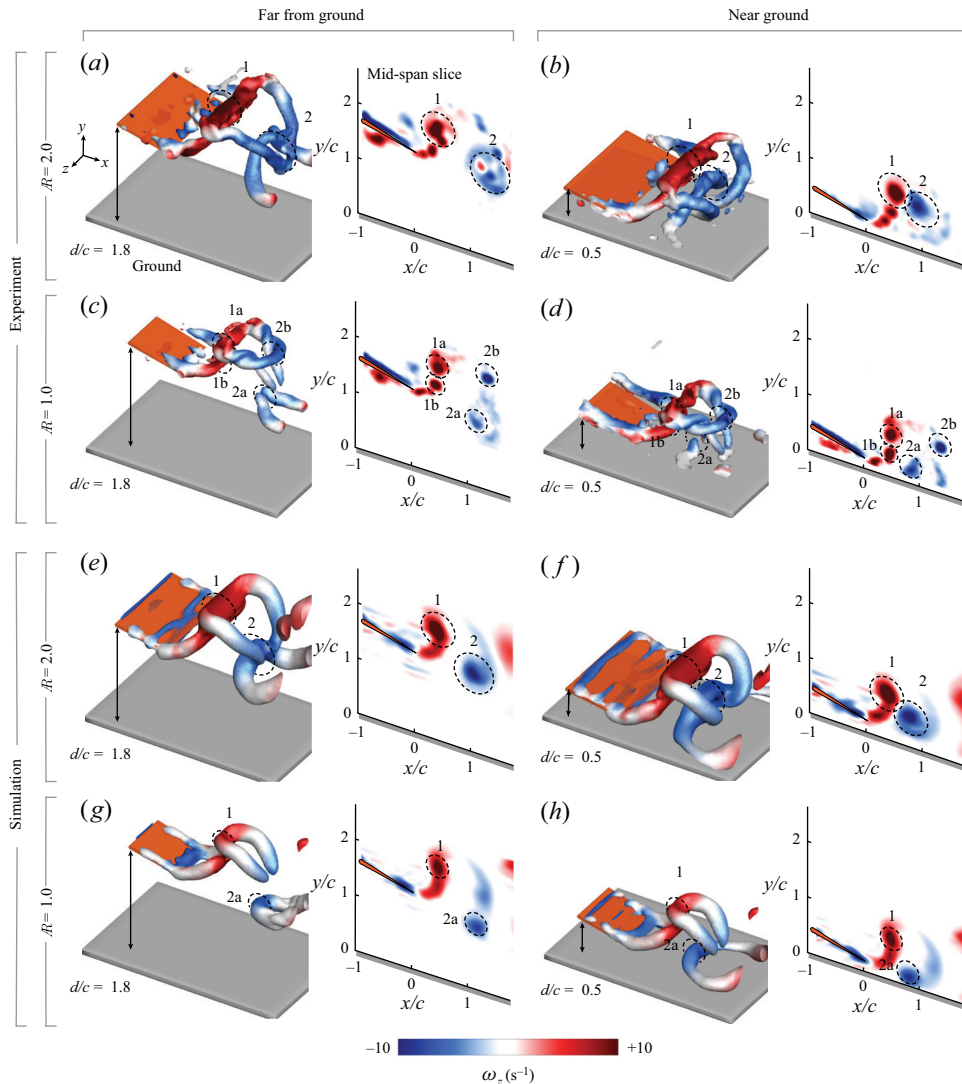 Far from ground
Near ground
Experiment
Simulation
Æ = 2.0
(a)
1
2
y
z
x
d/c = 1.8
Ground
Mid-span slice
y/c
2
1
0
–1
0
1
x/c
1
2
(b)
1
2
d/c = 0.5
y/c
2
1
0
–1
0
1
x/c
1
2
Æ = 1.0
(c)
1a
2b
1b
2a
d/c = 1.8
y/c
2
1
0
–1
0
1
x/c
1a
2b
1b
2a
(d)
1a
2b
1b
2a
d/c = 0.5
y/c
2
1
0
–1
0
1
x/c
1a
1b
2a
2b
Æ = 2.0
(e)
1
2
d/c = 1.8
y/c
2
1
0
–1
0
1
x/c
1
2
(f)
1
2
d/c = 0.5
y/c
2
1
0
–1
0
1
x/c
1
2
Æ = 1.0
(g)
1
2a
d/c = 1.8
y/c
2
1
0
–1
0
1
x/c
1
2a
(h)
1
2a
d/c = 0.5
y/c
2
1
0
–1
0
1
x/c
1
2a
–10
+10
ω_z (s⁻¹)